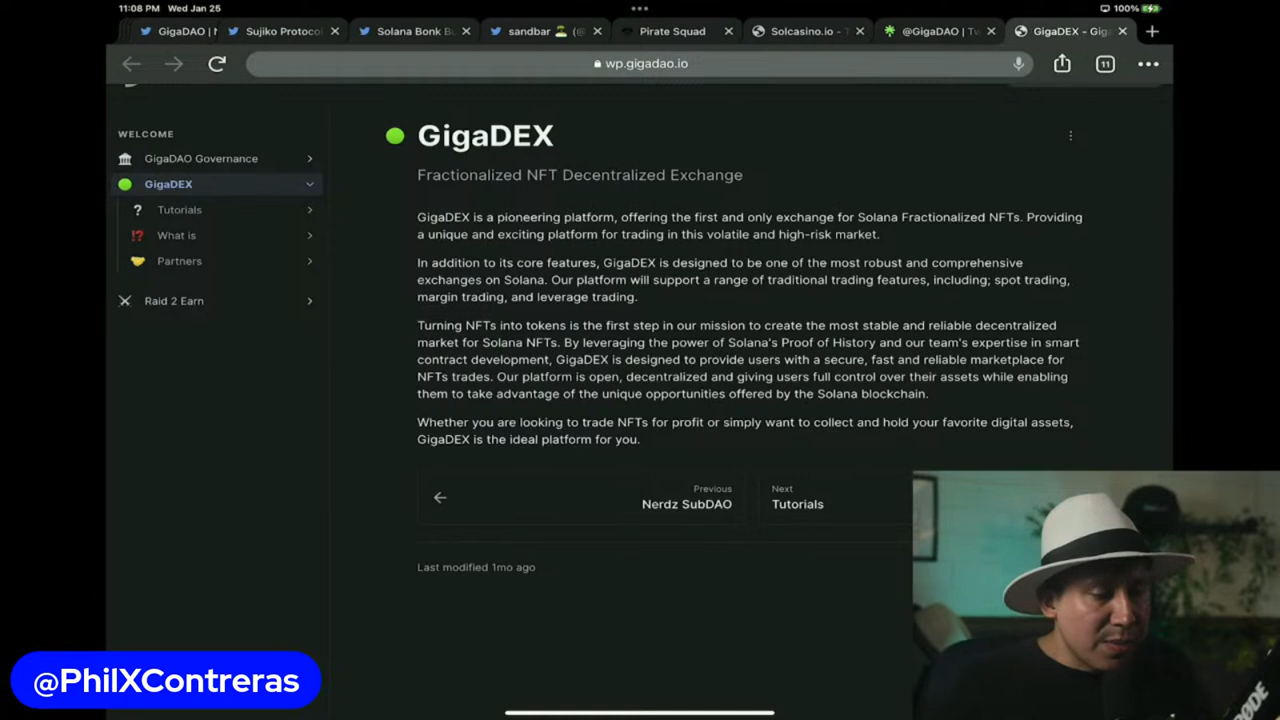 11:08 PM Wed Jan 25
100%
GigaDAO |
Sujiko Protoco
Solana Bonk B
sandbar
Pirate Squad
Solcasino.io - T
@GigaDAO | Tw
GigaDEX - Giga
wp.gigadao.io
11
WELCOME
GigaDAO Governance
GigaDEX
Tutorials
What is
Partners
Raid 2 Earn
GigaDEX
Fractionalized NFT Decentralized Exchange
GigaDEX is a pioneering platform, offering the first and only exchange for Solana Fractionalized NFTs. Providing
a unique and exciting platform for trading in this volatile and high-risk market.
In addition to its core features, GigaDEX is designed to be one of the most robust and comprehensive
exchanges on Solana. Our platform will support a range of traditional trading features, including; spot trading,
margin trading, and leverage trading.
Turning NFTs into tokens is the first step in our mission to create the most stable and reliable decentralized
market for Solana NFTs. By leveraging the power of Solana's Proof of History and our team's expertise in smart
contract development, GigaDEX is designed to provide users with a secure, fast and reliable marketplace for
NFTs trades. Our platform is open, decentralized and giving users full control over their assets while enabling
them to take advantage of the unique opportunities offered by the Solana blockchain.
Whether you are looking to trade NFTs for profit or simply want to collect and hold your favorite digital assets,
GigaDEX is the ideal platform for you.
Previous
Nerdz SubDAO
Next
Tutorials
Last modified 1mo ago
@PhilXContreras